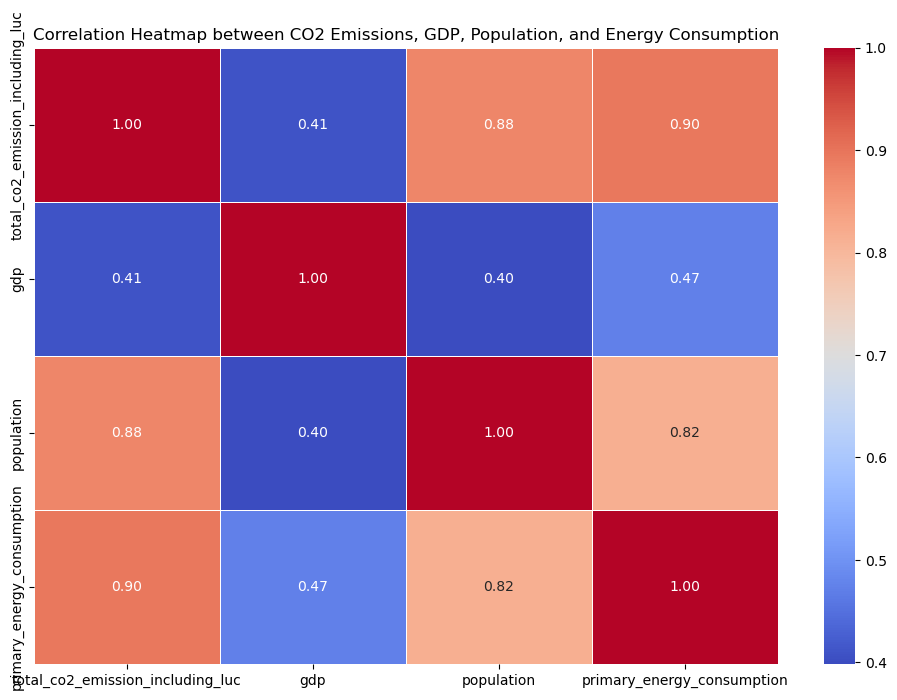 Correlation Heatmap between CO2 Emissions, GDP, Population, and Energy Consumption
total_co2_emission_including_luc
1.00 0.41 0.88 0.90
gdp
0.41 1.00 0.40 0.47
population
0.88 0.40 1.00 0.82
primary_energy_consumption
0.90 0.47 0.82 1.00
total_co2_emission_including_luc gdp population primary_energy_consumption
1.0
0.9
0.8
0.7
0.6
0.5
0.4